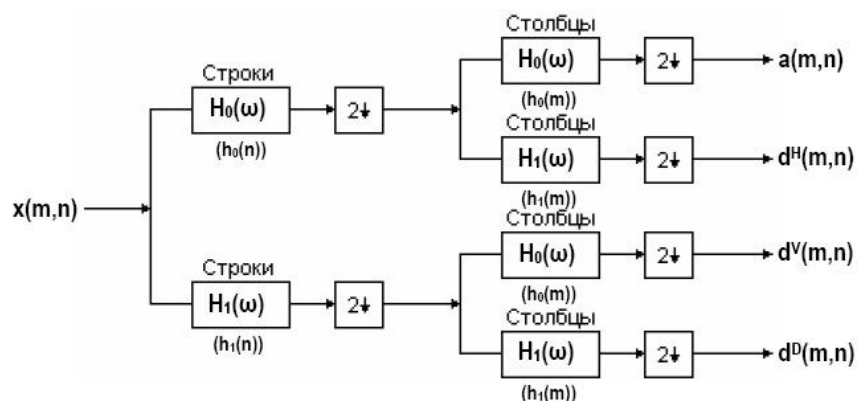 Столбцы
H₀(ω) 2↓ a(m,n)
Строки
(h₀(m))
H₀(ω) 2↓
Столбцы
(h₀(n))
H₁(ω) 2↓ dᴴ(m,n)
(h₁(m))
x(m,n)
Столбцы
H₀(ω) 2↓ dⱽ(m,n)
Строки
(h₀(m))
H₁(ω) 2↓
Столбцы
(h₁(n))
H₁(ω) 2↓ dᴰ(m,n)
(h₁(m))